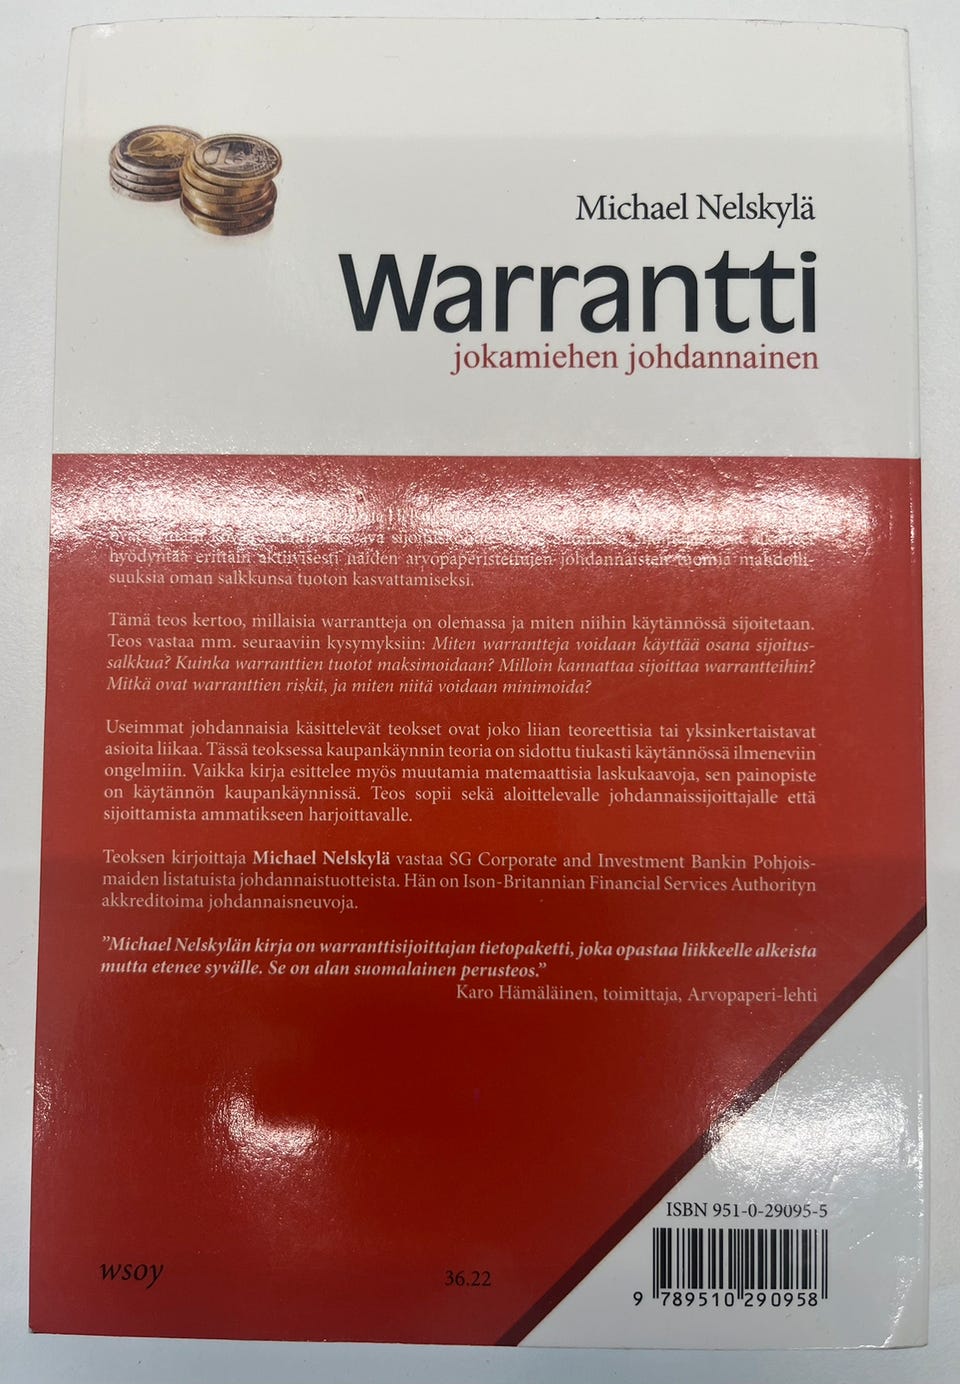 Michael Nelskylä
Warrantti
jokamiehen johdannainen
hyödyntää erittäin aktiivisesti näiden arvopaperistettujen johdannaisten tuomia mahdolli-
suuksia oman salkkunsa tuoton kasvattamiseksi.
Tämä teos kertoo, millaisia warrantteja on olemassa ja miten niihin käytännössä sijoitetaan.
Teos vastaa mm. seuraaviin kysymyksiin: Miten warrantteja voidaan käyttää osana sijoitus-
salkkua? Kuinka warranttien tuotot maksimoidaan? Milloin kannattaa sijoittaa warrantteihin?
Mitkä ovat warranttien riskit, ja miten niitä voidaan minimoida?
Useimmat johdannaisia käsittelevät teokset ovat joko liian teoreettisia tai yksinkertaistavat
asioita liikaa. Tässä teoksessa kaupankäynnin teoria on sidottu tiukasti käytännössä ilmeneviin
ongelmiin. Vaikka kirja esittelee myös muutamia matemaattisia laskukaavoja, sen painopiste
on käytännön kaupankäynnissä. Teos sopii sekä aloittelevalle johdannaissijoittajalle että
sijoittamista ammatikseen harjoittavalle.
Teoksen kirjoittaja Michael Nelskylä vastaa SG Corporate and Investment Bankin Pohjois-
maiden listatuista johdannaistuotteista. Hän on Ison-Britannian Financial Services Authorityn
akkreditoima johdannaisneuvoja.
"Michael Nelskylän kirja on warranttisijoittajan tietopaketti, joka opastaa liikkeelle alkeista
mutta etenee syvälle. Se on alan suomalainen perusteos."
Karo Hämäläinen, toimittaja, Arvopaperi-lehti
ISBN 951-0-29095-5
wsoy
36.22
9 789510 290958